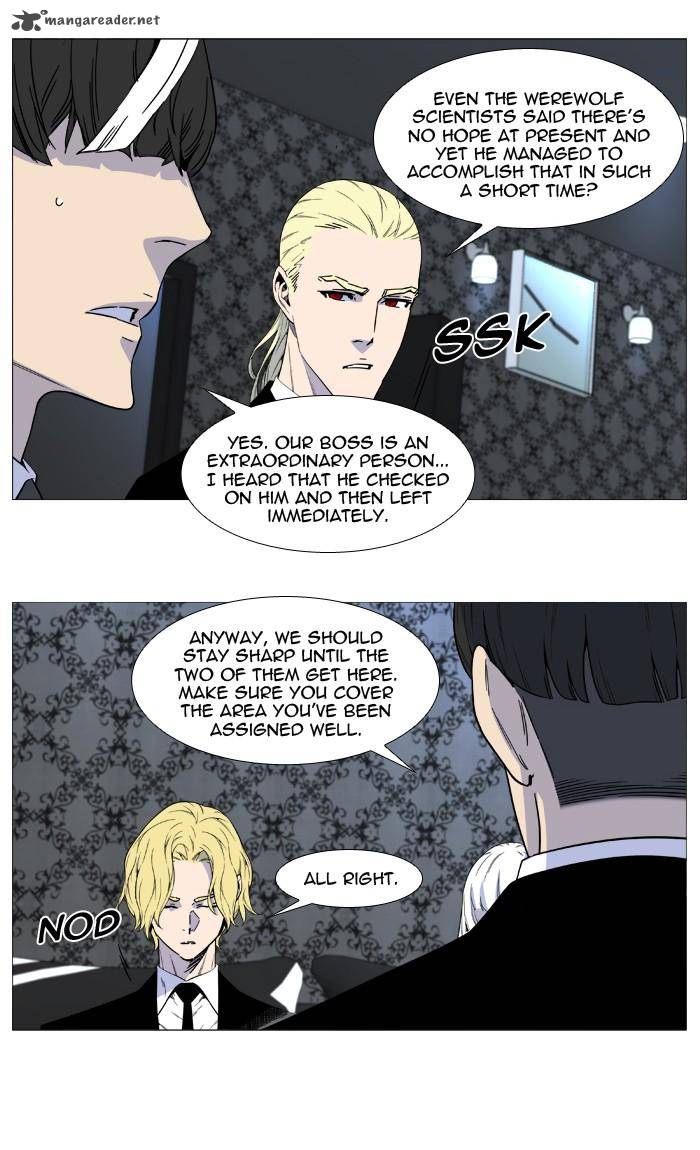 mangareader.net
EVEN THE WEREWOLF
SCIENTISTS SAID THERE'S
NO HOPE AT PRESENT AND
YET HE MANAGED TO
ACCOMPLISH THAT IN SUCH
A SHORT TIME?
SSK
YES. OUR BOSS IS AN
EXTRAORDINARY PERSON...
I HEARD THAT HE CHECKED
ON HIM AND THEN LEFT
IMMEDIATELY.
ANYWAY, WE SHOULD
STAY SHARP UNTIL THE
TWO OF THEM GET HERE.
MAKE SURE YOU COVER
THE AREA YOU'VE BEEN
ASSIGNED WELL.
ALL RIGHT.
NOD